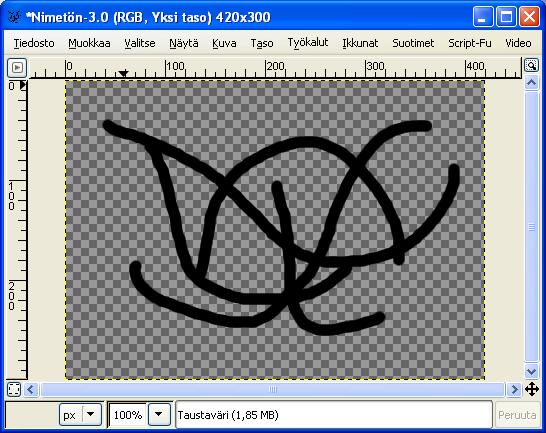 *Nimetön-3.0 (RGB, Yksi taso) 420x300
Tiedosto Muokkaa Valitse Näytä Kuva Taso Työkalut Ikkunat Suotimet Script-Fu Video
0 100 200 300 400
0
100
200
px 100% Taustaväri (1,85 MB) Peruuta